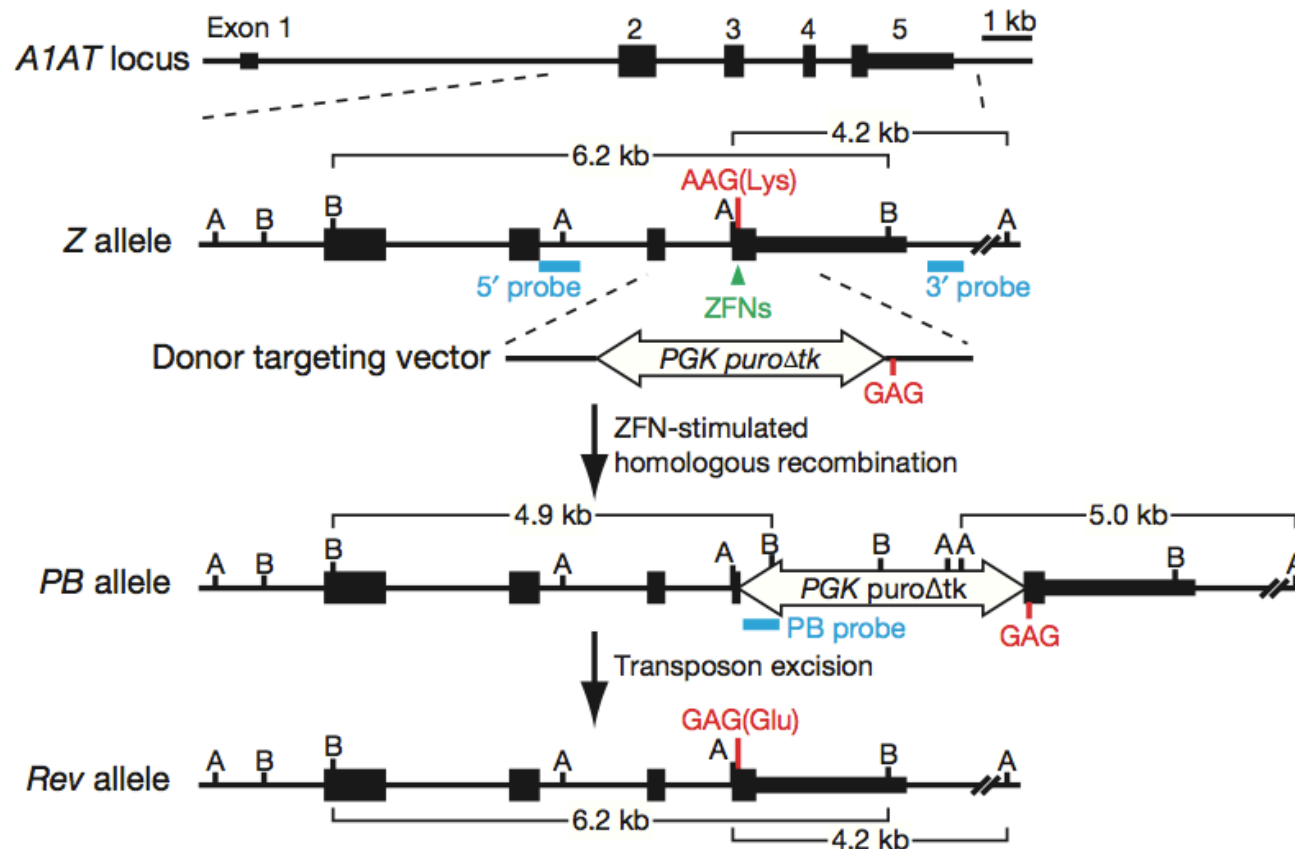 Exon 1 2 3 4 5 1 kb
A1AT locus
4.2 kb
6.2 kb
AAG(Lys)
A B B A A B A
Z allele
5′ probe 3′ probe
ZFNs
Donor targeting vector PGK puroΔtk
GAG
ZFN-stimulated
homologous recombination
4.9 kb 5.0 kb
A B B A A B B A A B A
PB allele PGK puroΔtk
PB probe GAG
Transposon excision
GAG(Glu)
A B B A A B A
Rev allele
6.2 kb
4.2 kb